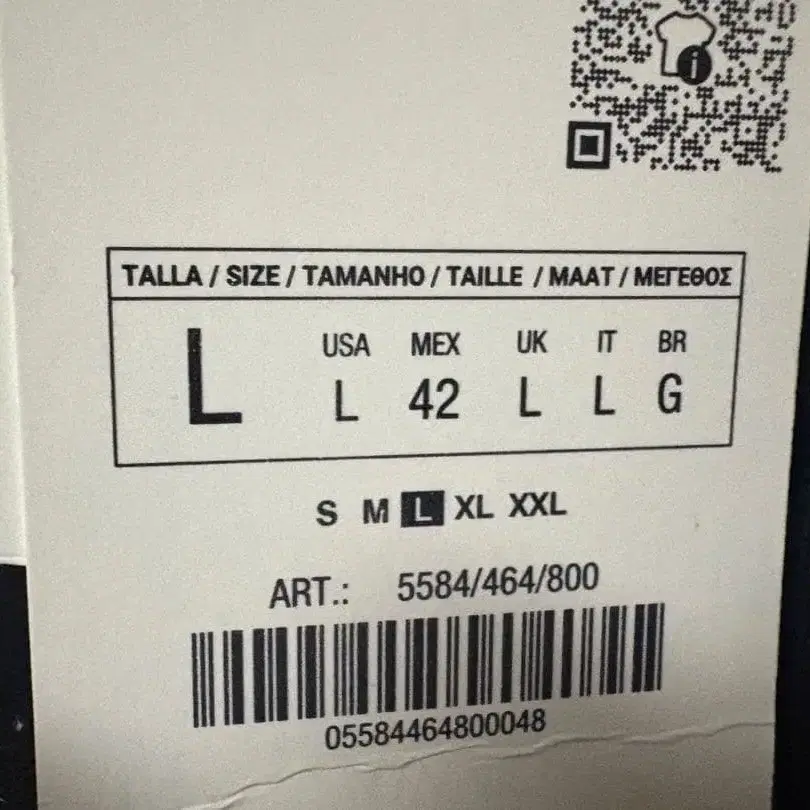 i
TALLA / SIZE / TAMANHO / TAILLE / MAAT / ΜΕΓΕΘΟΣ
L
USA MEX UK IT BR
L 42 L L G
S M L XL XXL
ART.: 5584/464/800
05584464800048